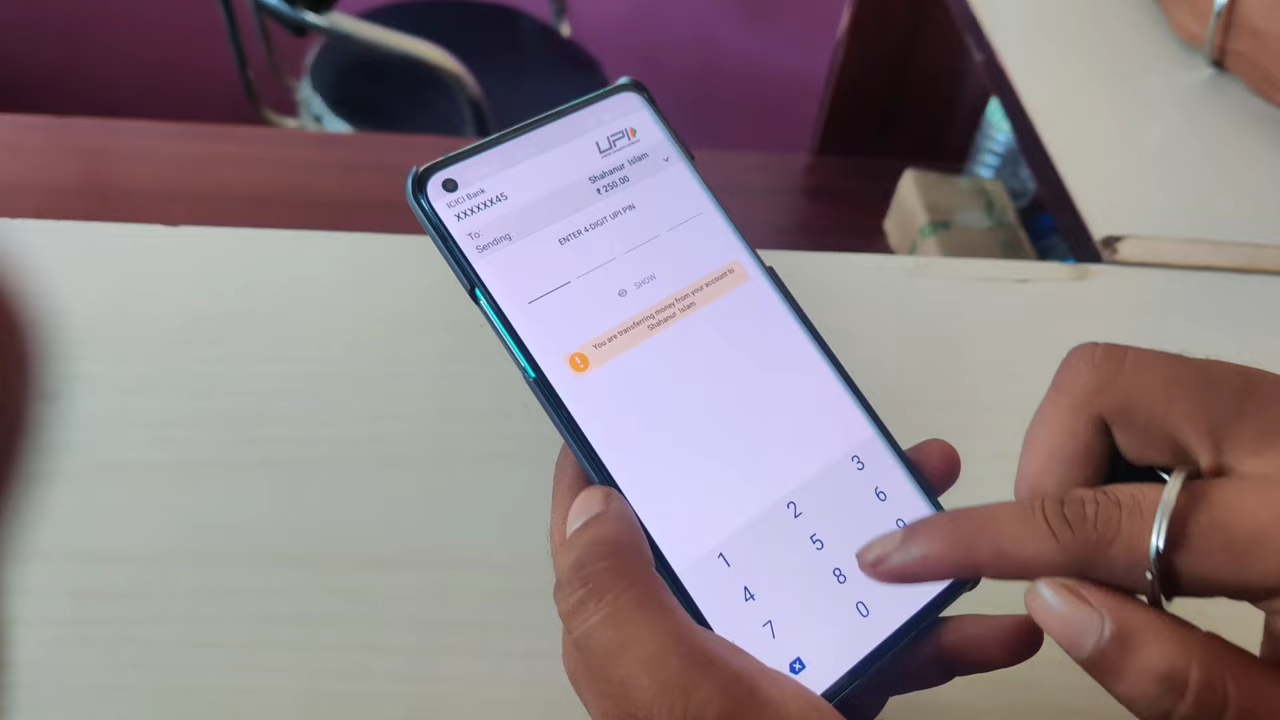 UPI
ICICI Bank
XXXXXX45
To: Shahanur Islam
Sending: ₹ 250.00
ENTER 4-DIGIT UPI PIN
SHOW
You are transferring money from your account to
Shahanur Islam
1 2 3
4 5 6
7 8 9
0